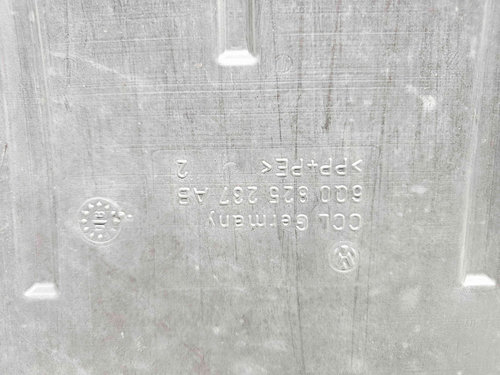 CCL Germany
6Q0 825 237 AB
>PP+PE< 2